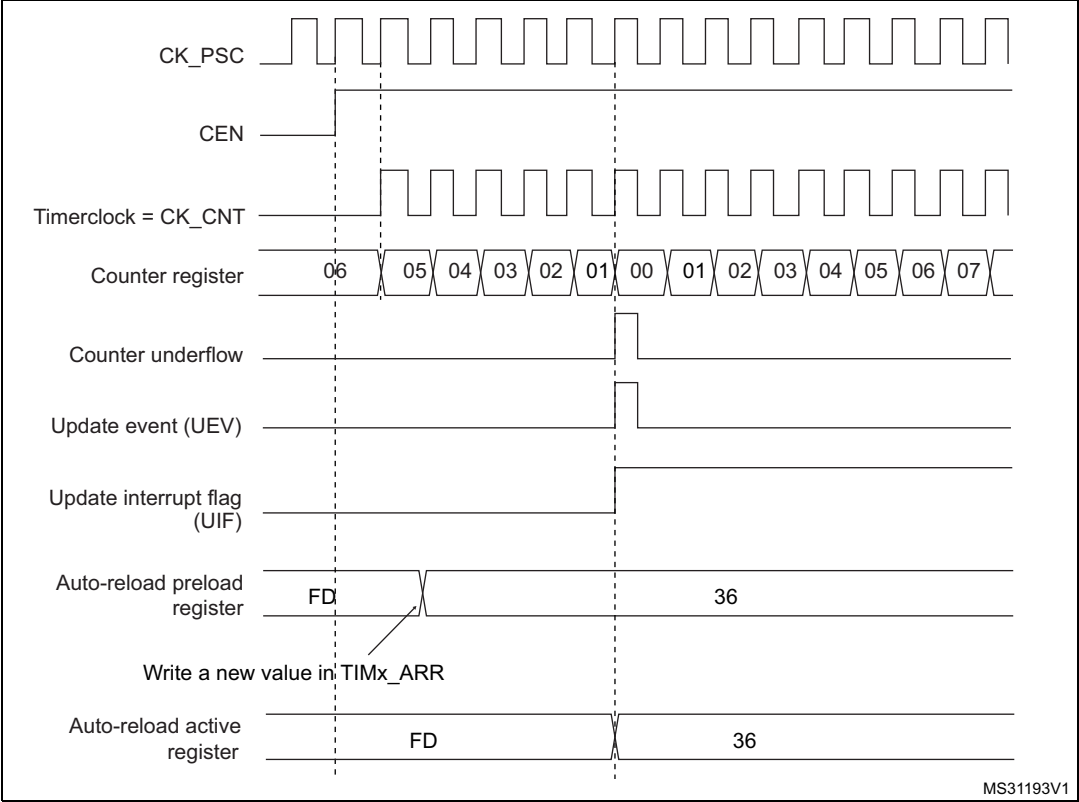 CK_PSC
CEN
Timerclock = CK_CNT
Counter register 06 05 04 03 02 01 00 01 02 03 04 05 06 07
Counter underflow
Update event (UEV)
Update interrupt flag
(UIF)
Auto-reload preload
register
FD 36
Write a new value in TIMx_ARR
Auto-reload active
register
FD 36
MS31193V1